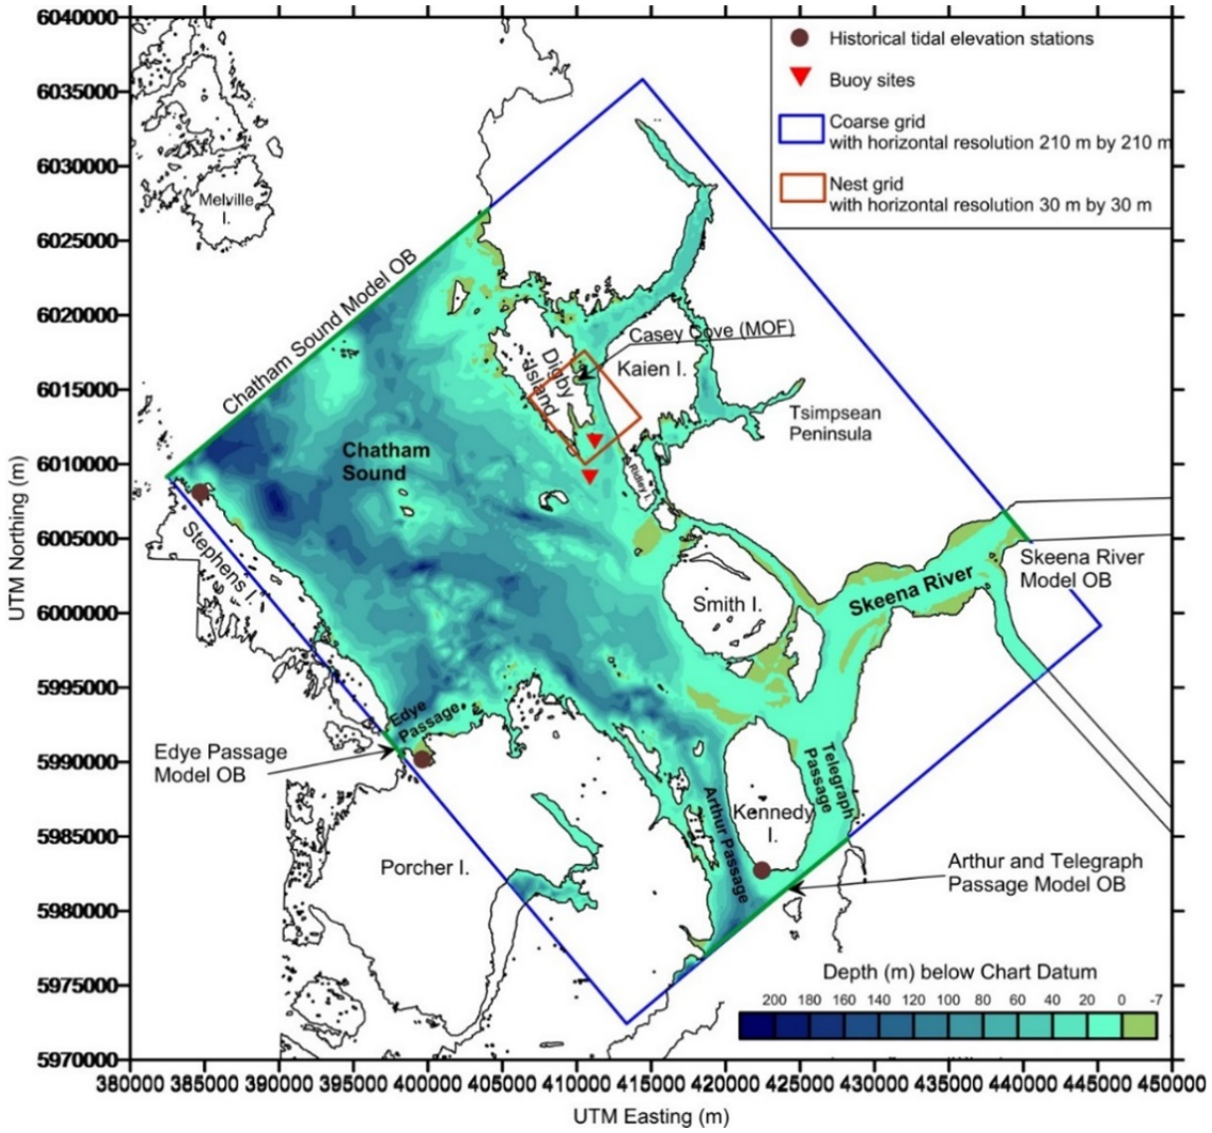 6040000
6035000
6030000
6025000
6020000
6015000
6010000
6005000
6000000
5995000
5990000
5985000
5980000
5975000
5970000
UTM Northing (m)
380000 385000 390000 395000 400000 405000 410000 415000 420000 425000 430000 435000 440000 445000 450000
UTM Easting (m)
Historical tidal elevation stations
Buoy sites
Coarse grid
with horizontal resolution 210 m by 210 m
Nest grid
with horizontal resolution 30 m by 30 m
Melville
I.
Chatham Sound Model OB
Casey Cove (MOF)
Digby
Island
Kaien I.
Tsimpsean
Peninsula
Chatham
Sound
Ridley I.
Stephens I.
Skeena River
Skeena River
Model OB
Smith I.
Edye
Passage
Edye Passage
Model OB
Telegraph
Passage
Arthur Passage
Kennedy
I.
Porcher I.
Arthur and Telegraph
Passage Model OB
Depth (m) below Chart Datum
200 180 160 140 120 100 80 60 40 20 0 -7